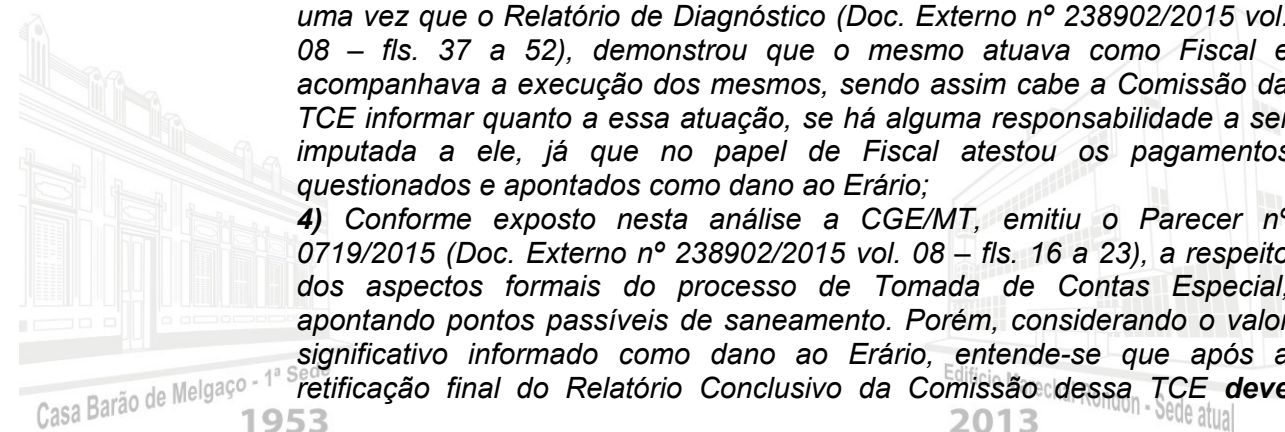 uma vez que o Relatório de Diagnóstico (Doc. Externo nº 238902/2015 vol.
08 – fls. 37 a 52), demonstrou que o mesmo atuava como Fiscal e
acompanhava a execução dos mesmos, sendo assim cabe a Comissão da
TCE informar quanto a essa atuação, se há alguma responsabilidade a ser
imputada a ele, já que no papel de Fiscal atestou os pagamentos
questionados e apontados como dano ao Erário;
4) Conforme exposto nesta análise a CGE/MT, emitiu o Parecer nº
0719/2015 (Doc. Externo nº 238902/2015 vol. 08 – fls. 16 a 23), a respeito
dos aspectos formais do processo de Tomada de Contas Especial,
apontando pontos passíveis de saneamento. Porém, considerando o valor
significativo informado como dano ao Erário, entende-se que após a
retificação final do Relatório Conclusivo da Comissão dessa TCE deve
Casa Barão de Melgaço - 1ª Sede
1953
Edifício Marechal Rondon - Sede atual
2013